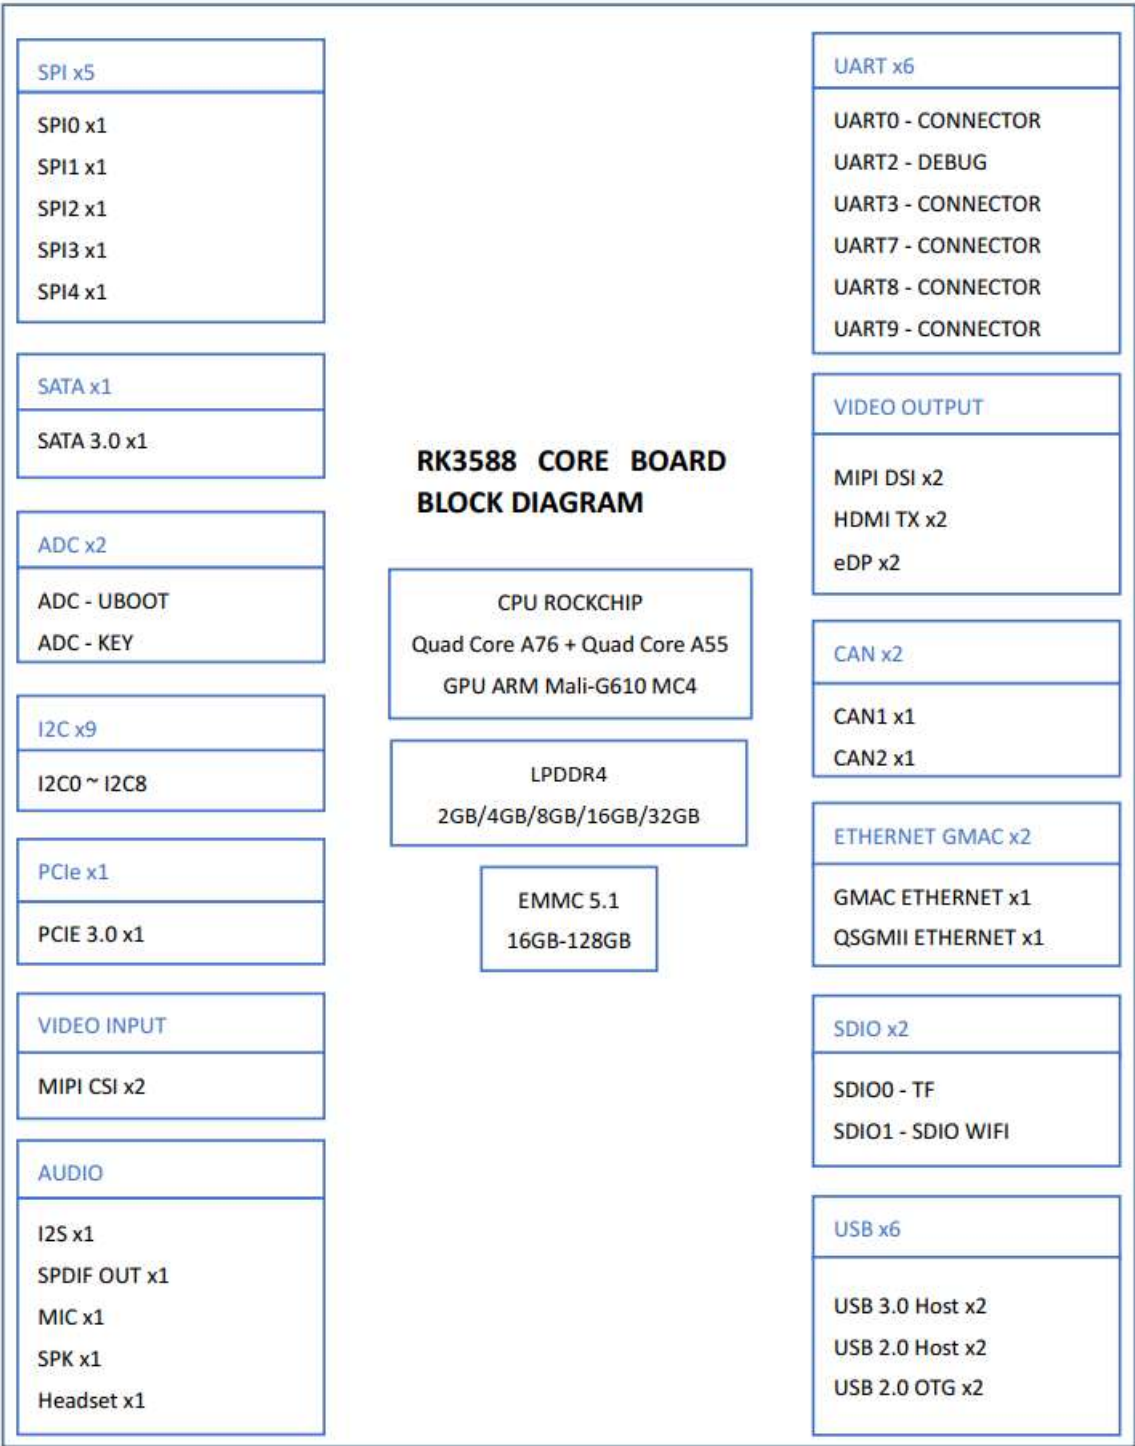 SPI x5
SPI0 x1
SPI1 x1
SPI2 x1
SPI3 x1
SPI4 x1
SATA x1
SATA 3.0 x1
ADC x2
ADC - UBOOT
ADC - KEY
I2C x9
I2C0 ~ I2C8
PCIe x1
PCIE 3.0 x1
VIDEO INPUT
MIPI CSI x2
AUDIO
I2S x1
SPDIF OUT x1
MIC x1
SPK x1
Headset x1
RK3588 CORE BOARD
BLOCK DIAGRAM
CPU ROCKCHIP
Quad Core A76 + Quad Core A55
GPU ARM Mali-G610 MC4
LPDDR4
2GB/4GB/8GB/16GB/32GB
EMMC 5.1
16GB-128GB
UART x6
UART0 - CONNECTOR
UART2 - DEBUG
UART3 - CONNECTOR
UART7 - CONNECTOR
UART8 - CONNECTOR
UART9 - CONNECTOR
VIDEO OUTPUT
MIPI DSI x2
HDMI TX x2
eDP x2
CAN x2
CAN1 x1
CAN2 x1
ETHERNET GMAC x2
GMAC ETHERNET x1
QSGMII ETHERNET x1
SDIO x2
SDIO0 - TF
SDIO1 - SDIO WIFI
USB x6
USB 3.0 Host x2
USB 2.0 Host x2
USB 2.0 OTG x2